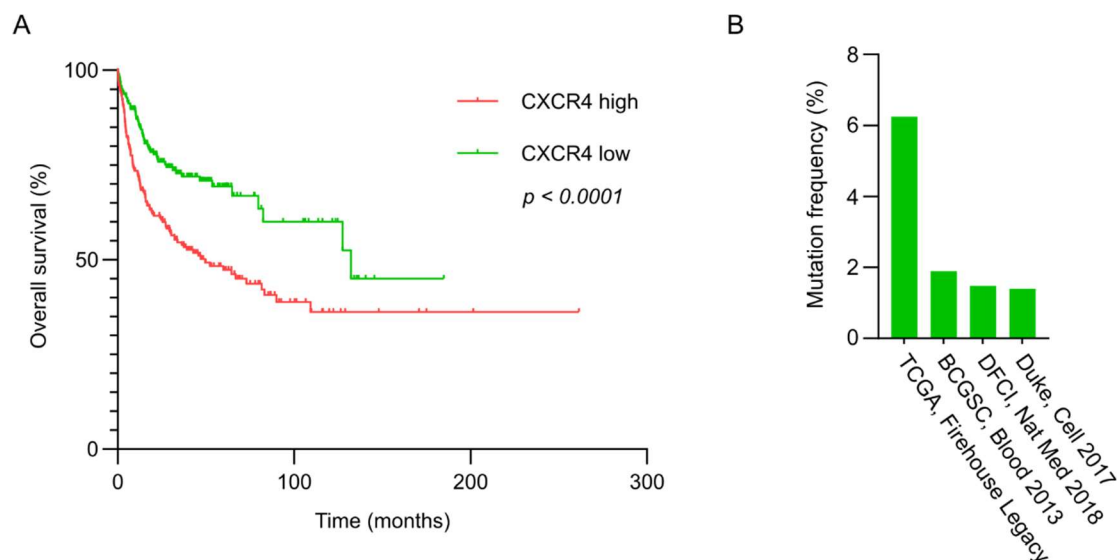 A
Overall survival (%)
100
50
0
0
100
200
300
Time (months)
CXCR4 high
CXCR4 low
p < 0.0001
B
Mutation frequency (%)
8
6
4
2
0
TCGA, Firehouse Legacy
BCGSC, Blood 2013
DFCI, Nat Med 2018
Duke, Cell 2017